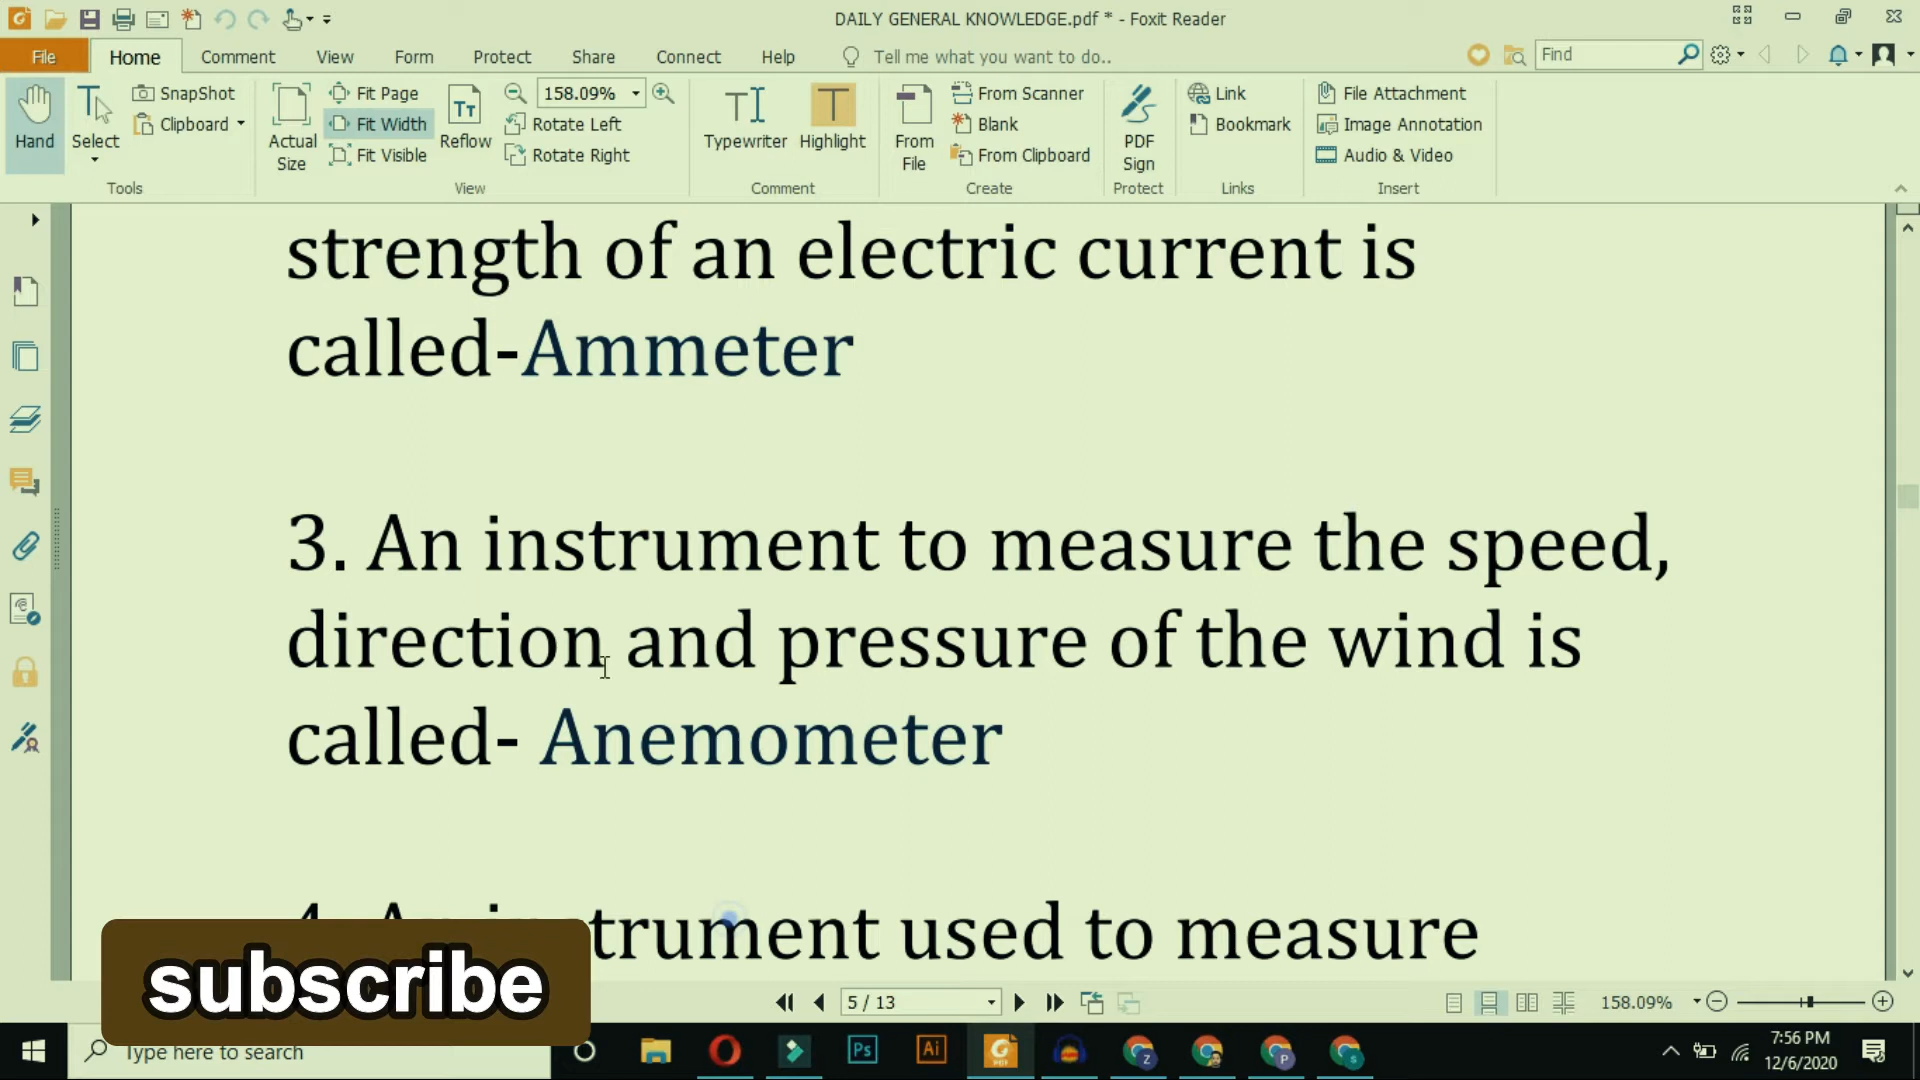 DAILY GENERAL KNOWLEDGE.pdf * - Foxit Reader
File Home Comment View Form Protect Share Connect Help Tell me what you want to do.. Find
Hand
Select
SnapShot
Clipboard
Tools
Actual Size
Fit Page
Fit Width
Fit Visible
Reflow
158.09%
Rotate Left
Rotate Right
View
Typewriter
Highlight
Comment
From File
From Scanner
Blank
From Clipboard
Create
PDF Sign
Protect
Link
Bookmark
Links
File Attachment
Image Annotation
Audio & Video
Insert
strength of an electric current is
called-Ammeter
3. An instrument to measure the speed,
direction and pressure of the wind is
called- Anemometer
4. An instrument used to measure
subscribe
5 / 13
158.09%
Type here to search
Ps
Ai
7:56 PM
12/6/2020